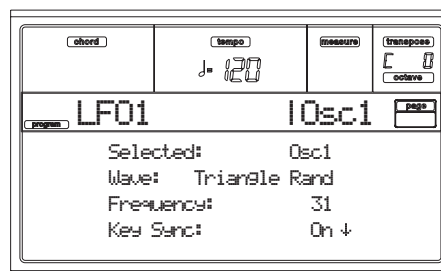 chord tempo measure transpose
♩= 120 C 0
octave
program LFO1 |Osc1 page
Selected: Osc1
Wave: Triangle Rand
Frequency: 31
Key Sync: On ↓